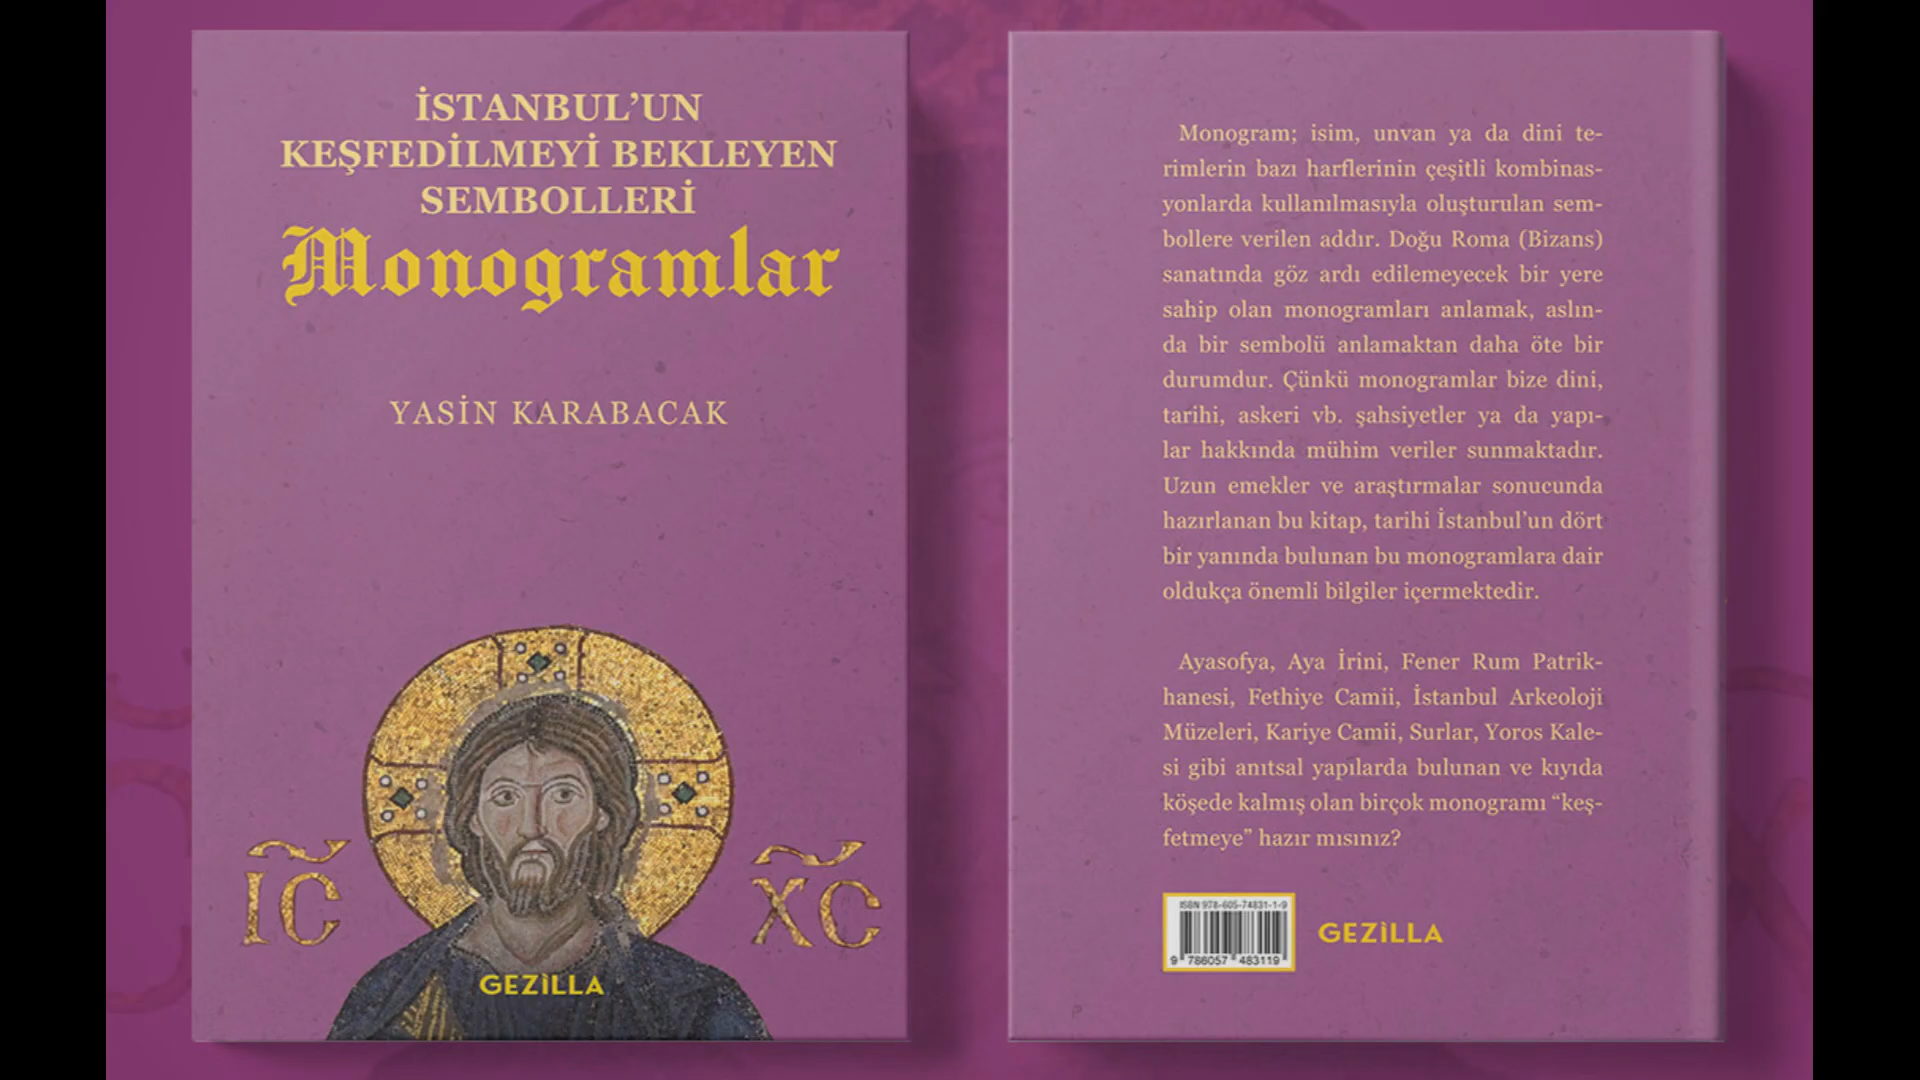 İSTANBUL'UN
KEŞFEDİLMEYİ BEKLEYEN
SEMBOLLERİ
Monogramlar
YASİN KARABACAK
IC
XC
GEZİLLA
Monogram; isim, unvan ya da dini te-
rimlerin bazı harflerinin çeşitli kombinas-
yonlarda kullanılmasıyla oluşturulan sem-
bollere verilen addır. Doğu Roma (Bizans)
sanatında göz ardı edilemeyecek bir yere
sahip olan monogramları anlamak, aslın-
da bir sembolü anlamaktan daha öte bir
durumdur. Çünkü monogramlar bize dini,
tarihi, askeri vb. şahsiyetler ya da yapı-
lar hakkında mühim veriler sunmaktadır.
Uzun emekler ve araştırmalar sonucunda
hazırlanan bu kitap, tarihi İstanbul'un dört
bir yanında bulunan bu monogramlara dair
oldukça önemli bilgiler içermektedir.
Ayasofya, Aya İrini, Fener Rum Patrik-
hanesi, Fethiye Camii, İstanbul Arkeoloji
Müzeleri, Kariye Camii, Surlar, Yoros Kale-
si gibi anıtsal yapılarda bulunan ve kıyıda
köşede kalmış olan birçok monogramı “keş-
fetmeye” hazır mısınız?
ISBN 978-605-74831-1-9
9 786057 483119
GEZİLLA